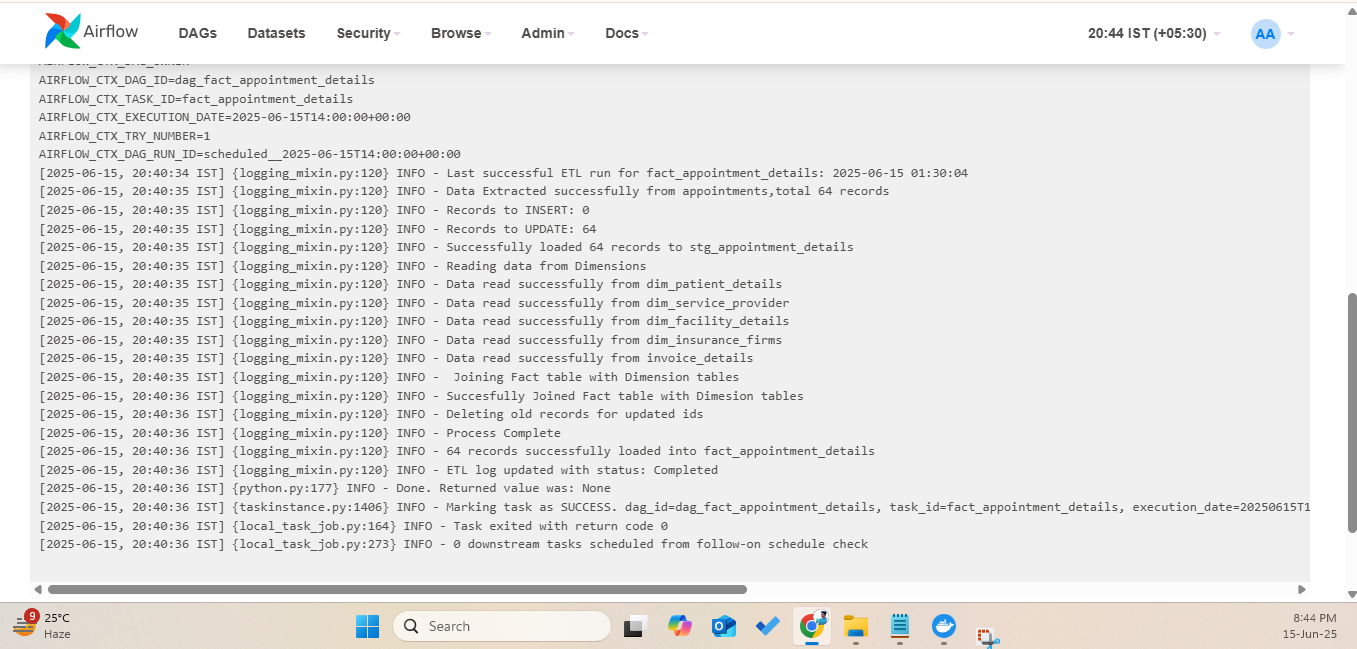 Airflow
DAGs Datasets Security Browse Admin Docs 20:44 IST (+05:30) AA
AIRFLOW_CTX_DAG_ID=dag_fact_appointment_details
AIRFLOW_CTX_TASK_ID=fact_appointment_details
AIRFLOW_CTX_EXECUTION_DATE=2025-06-15T14:00:00+00:00
AIRFLOW_CTX_TRY_NUMBER=1
AIRFLOW_CTX_DAG_RUN_ID=scheduled__2025-06-15T14:00:00+00:00
[2025-06-15, 20:40:34 IST] {logging_mixin.py:120} INFO - Last successful ETL run for fact_appointment_details: 2025-06-15 01:30:04
[2025-06-15, 20:40:35 IST] {logging_mixin.py:120} INFO - Data Extracted successfully from appointments,total 64 records
[2025-06-15, 20:40:35 IST] {logging_mixin.py:120} INFO - Records to INSERT: 0
[2025-06-15, 20:40:35 IST] {logging_mixin.py:120} INFO - Records to UPDATE: 64
[2025-06-15, 20:40:35 IST] {logging_mixin.py:120} INFO - Successfully loaded 64 records to stg_appointment_details
[2025-06-15, 20:40:35 IST] {logging_mixin.py:120} INFO - Reading data from Dimensions
[2025-06-15, 20:40:35 IST] {logging_mixin.py:120} INFO - Data read successfully from dim_patient_details
[2025-06-15, 20:40:35 IST] {logging_mixin.py:120} INFO - Data read successfully from dim_service_provider
[2025-06-15, 20:40:35 IST] {logging_mixin.py:120} INFO - Data read successfully from dim_facility_details
[2025-06-15, 20:40:35 IST] {logging_mixin.py:120} INFO - Data read successfully from dim_insurance_firms
[2025-06-15, 20:40:35 IST] {logging_mixin.py:120} INFO - Data read successfully from invoice_details
[2025-06-15, 20:40:35 IST] {logging_mixin.py:120} INFO -  Joining Fact table with Dimension tables
[2025-06-15, 20:40:36 IST] {logging_mixin.py:120} INFO - Succesfully Joined Fact table with Dimesion tables
[2025-06-15, 20:40:36 IST] {logging_mixin.py:120} INFO - Deleting old records for updated ids
[2025-06-15, 20:40:36 IST] {logging_mixin.py:120} INFO - Process Complete
[2025-06-15, 20:40:36 IST] {logging_mixin.py:120} INFO - 64 records successfully loaded into fact_appointment_details
[2025-06-15, 20:40:36 IST] {logging_mixin.py:120} INFO - ETL log updated with status: Completed
[2025-06-15, 20:40:36 IST] {python.py:177} INFO - Done. Returned value was: None
[2025-06-15, 20:40:36 IST] {taskinstance.py:1406} INFO - Marking task as SUCCESS. dag_id=dag_fact_appointment_details, task_id=fact_appointment_details, execution_date=20250615T1
[2025-06-15, 20:40:36 IST] {local_task_job.py:164} INFO - Task exited with return code 0
[2025-06-15, 20:40:36 IST] {local_task_job.py:273} INFO - 0 downstream tasks scheduled from follow-on schedule check
9
25°C
Haze
Search
8:44 PM
15-Jun-25